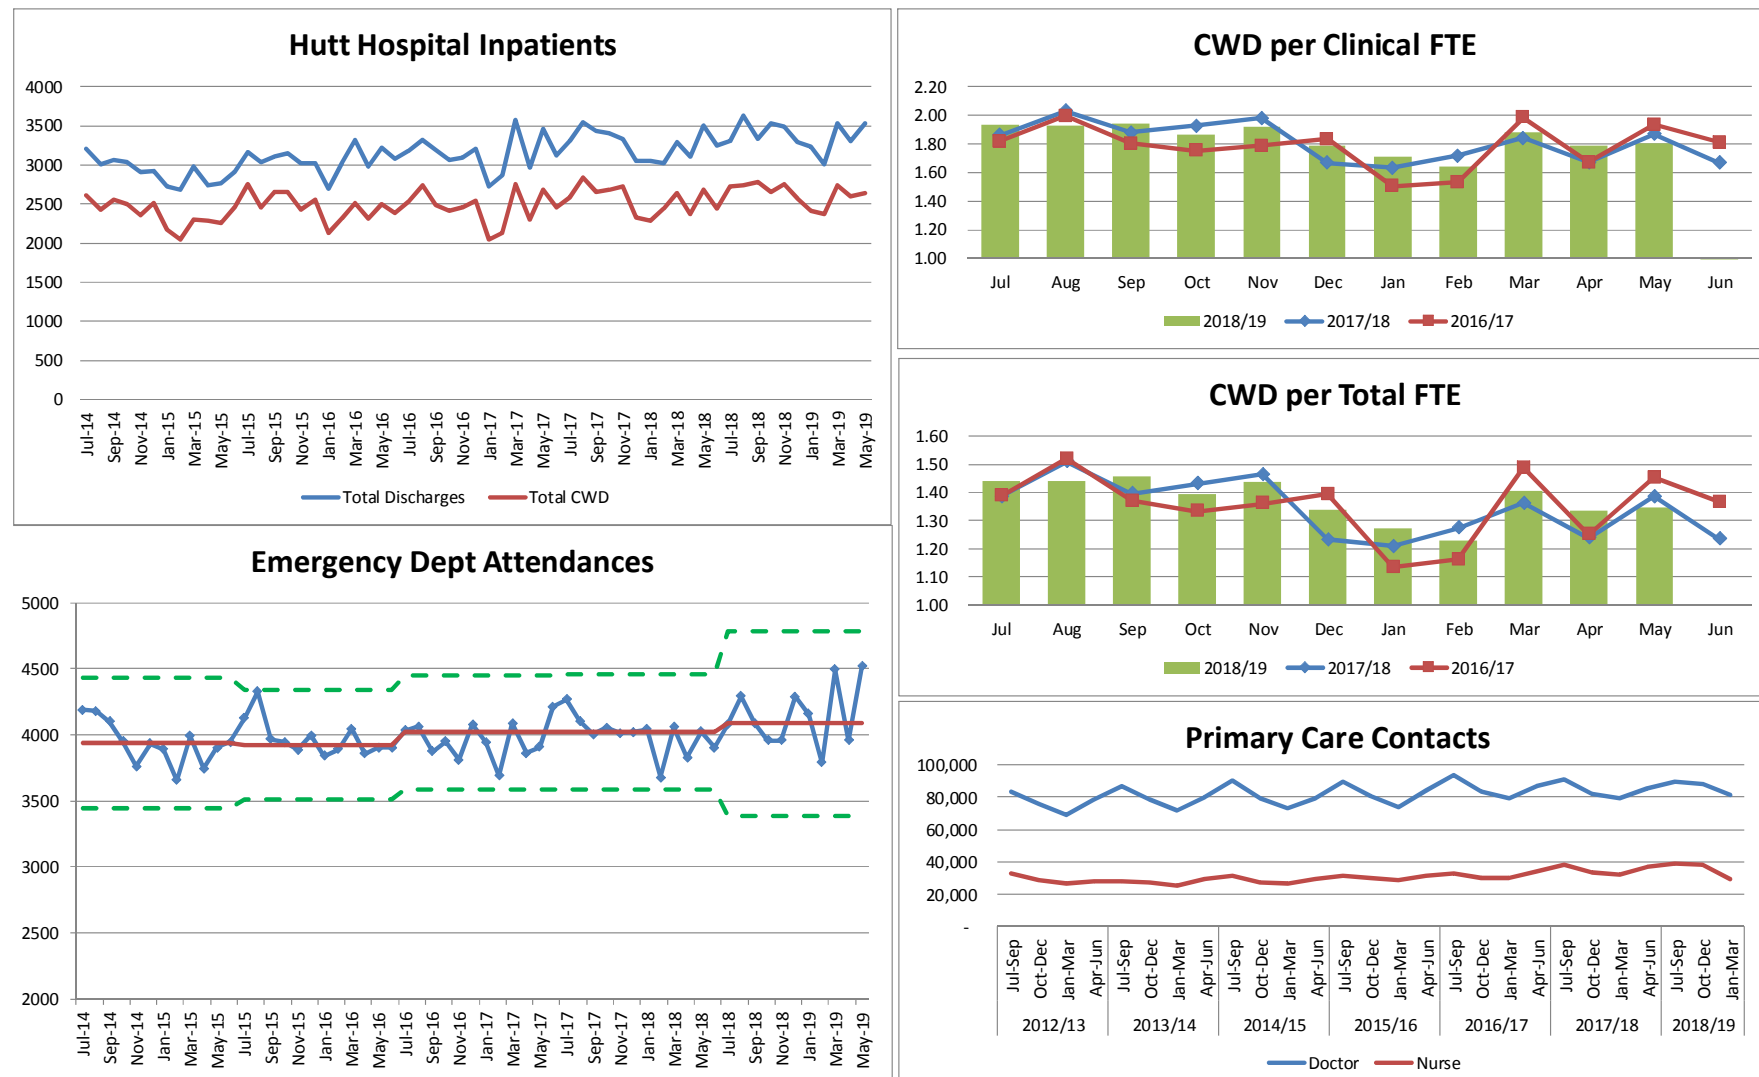 Hutt Hospital Inpatients
4000
3500
3000
2500
2000
1500
1000
500
0
Jul-14 Sep-14 Nov-14 Jan-15 Mar-15 May-15 Jul-15 Sep-15 Nov-15 Jan-16 Mar-16 May-16 Jul-16 Sep-16 Nov-16 Jan-17 Mar-17 May-17 Jul-17 Sep-17 Nov-17 Jan-18 Mar-18 May-18 Jul-18 Sep-18 Nov-18 Jan-19 Mar-19 May-19
Total Discharges Total CWD
Emergency Dept Attendances
5000
4500
4000
3500
3000
2500
2000
Jul-14 Sep-14 Nov-14 Jan-15 Mar-15 May-15 Jul-15 Sep-15 Nov-15 Jan-16 Mar-16 May-16 Jul-16 Sep-16 Nov-16 Jan-17 Mar-17 May-17 Jul-17 Sep-17 Nov-17 Jan-18 Mar-18 May-18 Jul-18 Sep-18 Nov-18 Jan-19 Mar-19 May-19
CWD per Clinical FTE
2.20
2.00
1.80
1.60
1.40
1.20
1.00
Jul Aug Sep Oct Nov Dec Jan Feb Mar Apr May Jun
2018/19 2017/18 2016/17
CWD per Total FTE
1.60
1.50
1.40
1.30
1.20
1.10
1.00
Jul Aug Sep Oct Nov Dec Jan Feb Mar Apr May Jun
2018/19 2017/18 2016/17
Primary Care Contacts
100,000
80,000
60,000
40,000
20,000
-
Jul-Sep Oct-Dec Jan-Mar Apr-Jun Jul-Sep Oct-Dec Jan-Mar Apr-Jun Jul-Sep Oct-Dec Jan-Mar Apr-Jun Jul-Sep Oct-Dec Jan-Mar Apr-Jun Jul-Sep Oct-Dec Jan-Mar Apr-Jun Jul-Sep Oct-Dec Jan-Mar Apr-Jun Jul-Sep Oct-Dec Jan-Mar
2012/13 2013/14 2014/15 2015/16 2016/17 2017/18 2018/19
Doctor Nurse